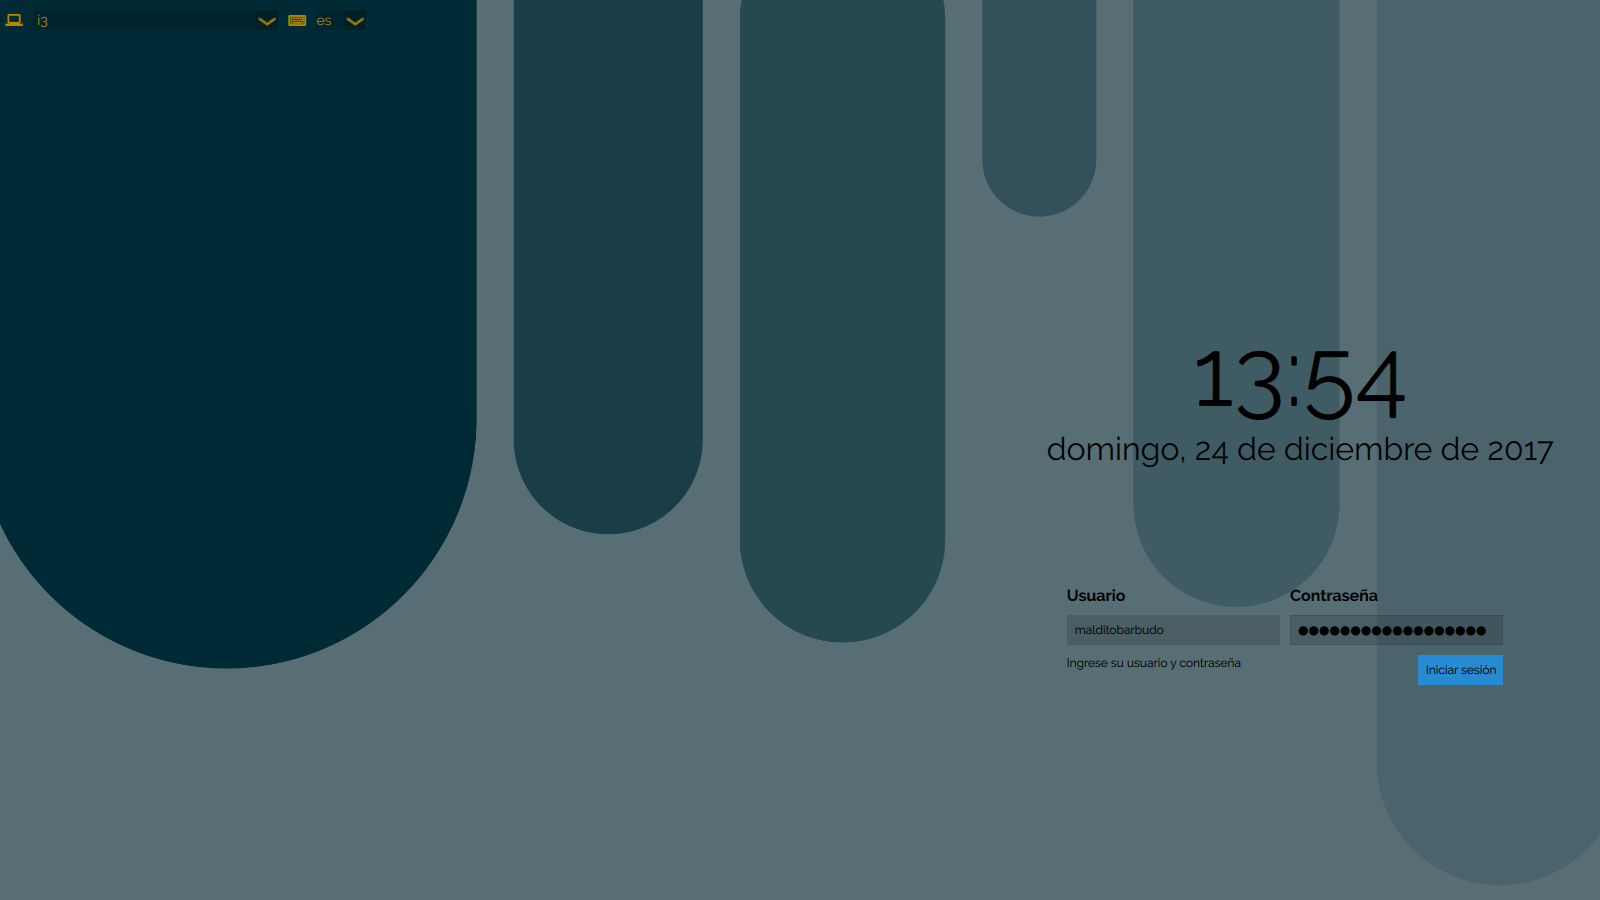 i3
es
13:54
domingo, 24 de diciembre de 2017
Usuario
Contraseña
malditobarbudo
●●●●●●●●●●●●●●●●●●
Ingrese su usuario y contraseña
Iniciar sesión